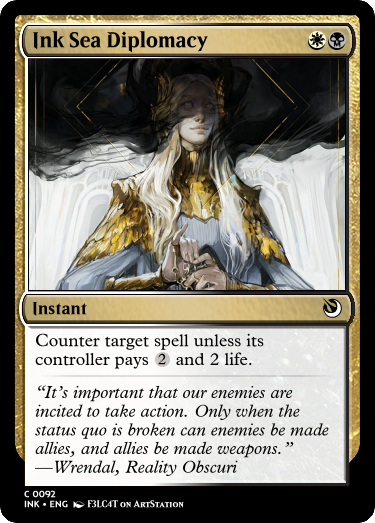 Ink Sea Diplomacy
Instant
Counter target spell unless its
controller pays 2 and 2 life.
“It’s important that our enemies are
incited to take action. Only when the
status quo is broken can enemies be made
allies, and allies be made weapons.”
—Wrendal, Reality Obscuri
C 0092
INK • ENG F3LC4T ON ARTSTATION